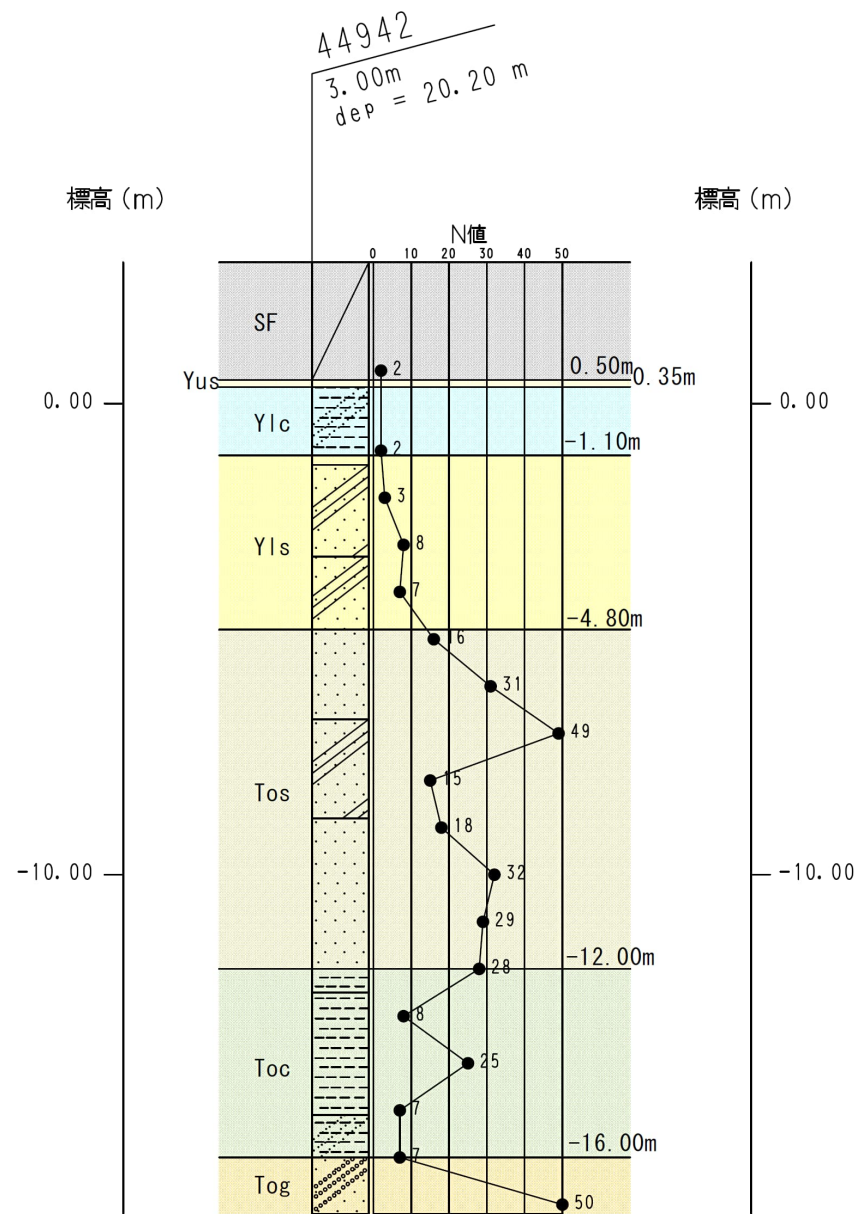 44942
3.00m
dep = 20.20 m
標高(m)
標高(m)
N値
0 10 20 30 40 50
SF
2
0.50m
0.35m
Yus
0.00
0.00
Ylc
2
-1.10m
3
Yls
8
7
-4.80m
16
31
49
Tos
15
18
-10.00
32
-10.00
29
28
-12.00m
8
Toc
25
7
7
-16.00m
Tog
50